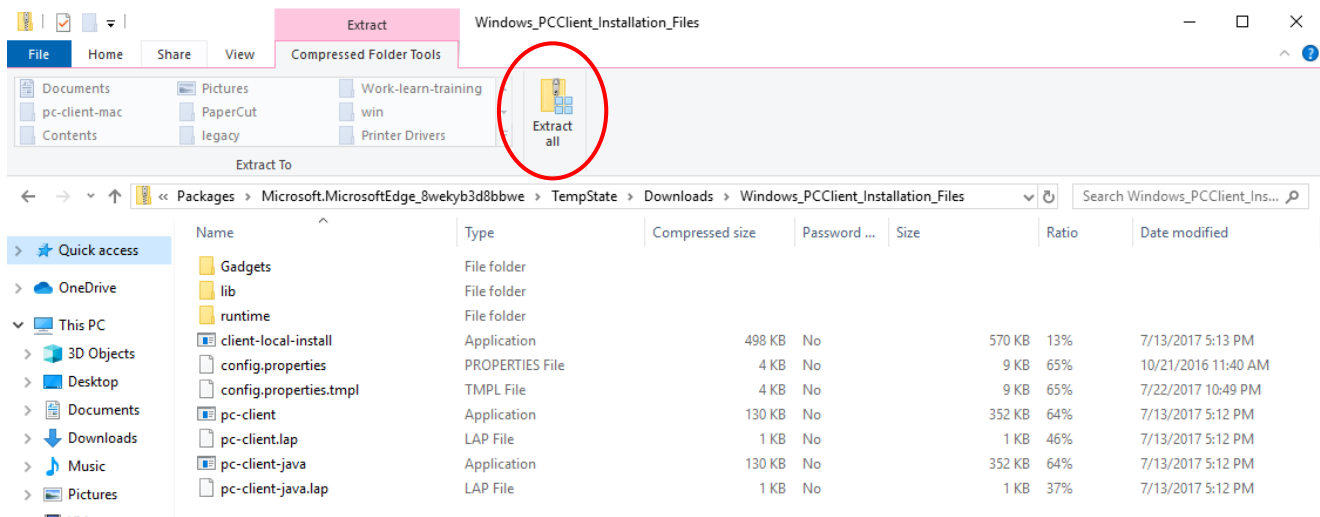 Extract Windows_PCClient_Installation_Files
File Home Share View Compressed Folder Tools
Documents Pictures Work-learn-training
pc-client-mac PaperCut win
Contents legacy Printer Drivers
Extract
all
Extract To
« Packages > Microsoft.MicrosoftEdge_8wekyb3d8bbwe > TempState > Downloads > Windows_PCClient_Installation_Files Search Windows_PCClient_Ins...
Name Type Compressed size Password ... Size Ratio Date modified
Quick access
OneDrive
This PC
3D Objects
Desktop
Documents
Downloads
Music
Pictures
Gadgets File folder
lib File folder
runtime File folder
client-local-install Application 498 KB No 570 KB 13% 7/13/2017 5:13 PM
config.properties PROPERTIES File 4 KB No 9 KB 65% 10/21/2016 11:40 AM
config.properties.tmpl TMPL File 4 KB No 9 KB 65% 7/22/2017 10:49 PM
pc-client Application 130 KB No 352 KB 64% 7/13/2017 5:12 PM
pc-client.lap LAP File 1 KB No 1 KB 46% 7/13/2017 5:12 PM
pc-client-java Application 130 KB No 352 KB 64% 7/13/2017 5:12 PM
pc-client-java.lap LAP File 1 KB No 1 KB 37% 7/13/2017 5:12 PM